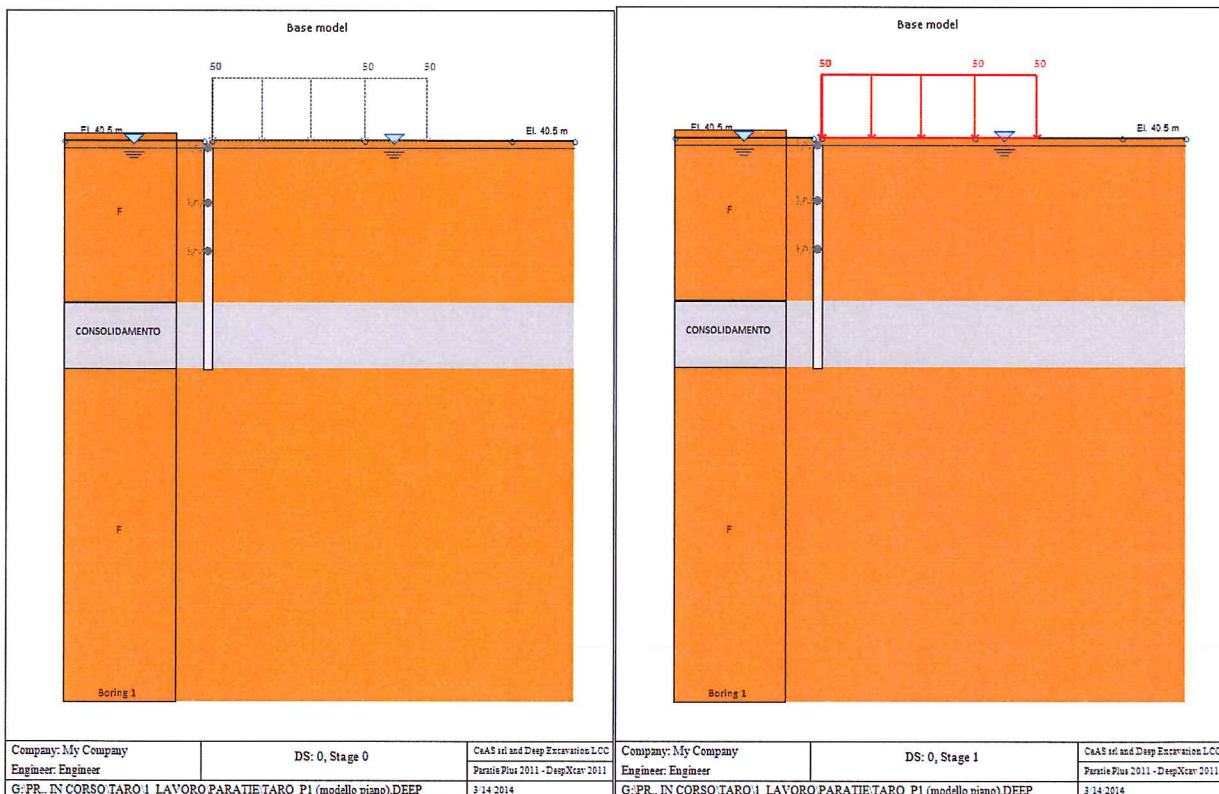 Base model
50 50 50
El. 40.5 m El. 40.5 m
F
CONSOLIDAMENTO
F
Boring 1
Company: My Company
Engineer: Engineer
DS: 0, Stage 0
CeAS srl and Deep Excavation LCC
Paratie Plus 2011 - DeepXcav 2011
G:\PR.. IN CORSO\TARO\1_LAVORO\PARATIE\TARO_P1 (modello piano).DEEP
3/14/2014
Base model
50 50 50
El. 40.5 m El. 40.5 m
F
CONSOLIDAMENTO
F
Boring 1
Company: My Company
Engineer: Engineer
DS: 0, Stage 1
CeAS srl and Deep Excavation LCC
Paratie Plus 2011 - DeepXcav 2011
G:\PR.. IN CORSO\TARO\1_LAVORO\PARATIE\TARO_P1 (modello piano).DEEP
3/14/2014